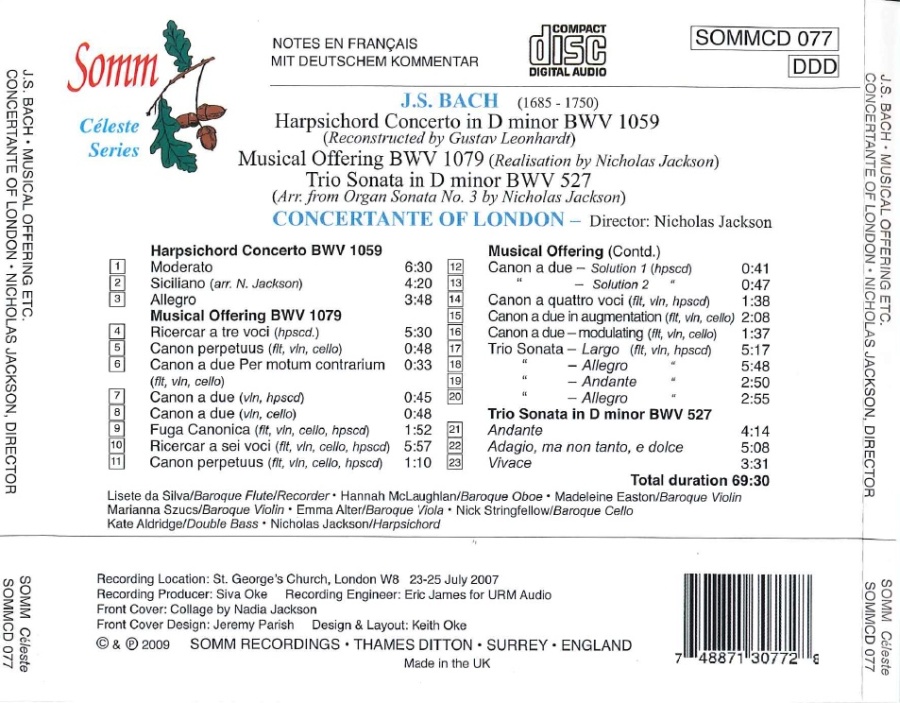 Somm
Céleste
Series
NOTES EN FRANÇAIS
MIT DEUTSCHEM KOMMENTAR
COMPACT
disc
DIGITAL AUDIO
SOMMCD 077
DDD
J.S. BACH (1685 - 1750)
Harpsichord Concerto in D minor BWV 1059
(Reconstructed by Gustav Leonhardt)
Musical Offering BWV 1079 (Realisation by Nicholas Jackson)
Trio Sonata in D minor BWV 527
(Arr. from Organ Sonata No. 3 by Nicholas Jackson)
CONCERTANTE OF LONDON – Director: Nicholas Jackson
Harpsichord Concerto BWV 1059
1 Moderato 6:30
2 Siciliano (arr. N. Jackson) 4:20
3 Allegro 3:48
Musical Offering BWV 1079
4 Ricercar a tre voci (hpscd.) 5:30
5 Canon perpetuus (flt, vln, cello) 0:48
6 Canon a due Per motum contrarium 0:33
(flt, vln, cello)
7 Canon a due (vln, hpscd) 0:45
8 Canon a due (vln, cello) 0:48
9 Fuga Canonica (flt, vln, cello, hpscd) 1:52
10 Ricercar a sei voci (flt, vln, cello, hpscd) 5:57
11 Canon perpetuus (flt, vln, cello, hpscd) 1:10
Musical Offering (Contd.)
12 Canon a due – Solution 1 (hpscd) 0:41
13 " – Solution 2 " 0:47
14 Canon a quattro voci (flt, vln, hpscd) 1:38
15 Canon a due in augmentation (flt, vln, cello) 2:08
16 Canon a due – modulating (flt, vln, cello) 1:37
17 Trio Sonata – Largo (flt, vln, hpscd) 5:17
18 " – Allegro " 5:48
19 " – Andante " 2:50
20 " – Allegro " 2:55
Trio Sonata in D minor BWV 527
21 Andante 4:14
22 Adagio, ma non tanto, e dolce 5:08
23 Vivace 3:31
Total duration 69:30
Lisete da Silva/Baroque Flute/Recorder • Hannah McLaughlan/Baroque Oboe • Madeleine Easton/Baroque Violin
Marianna Szucs/Baroque Violin • Emma Alter/Baroque Viola • Nick Stringfellow/Baroque Cello
Kate Aldridge/Double Bass • Nicholas Jackson/Harpsichord
Recording Location: St. George's Church, London W8 23-25 July 2007
Recording Producer: Siva Oke Recording Engineer: Eric James for URM Audio
Front Cover: Collage by Nadia Jackson
Front Cover Design: Jeremy Parish Design & Layout: Keith Oke
© & ℗ 2009 SOMM RECORDINGS • THAMES DITTON • SURREY • ENGLAND
Made in the UK
7 48871 30772 8
J.S. BACH • MUSICAL OFFERING ETC.
CONCERTANTE OF LONDON • NICHOLAS JACKSON, DIRECTOR
SOMM Céleste
SOMMCD 077
J.S. BACH • MUSICAL OFFERING ETC.
CONCERTANTE OF LONDON • NICHOLAS JACKSON, DIRECTOR
SOMM Céleste
SOMMCD 077